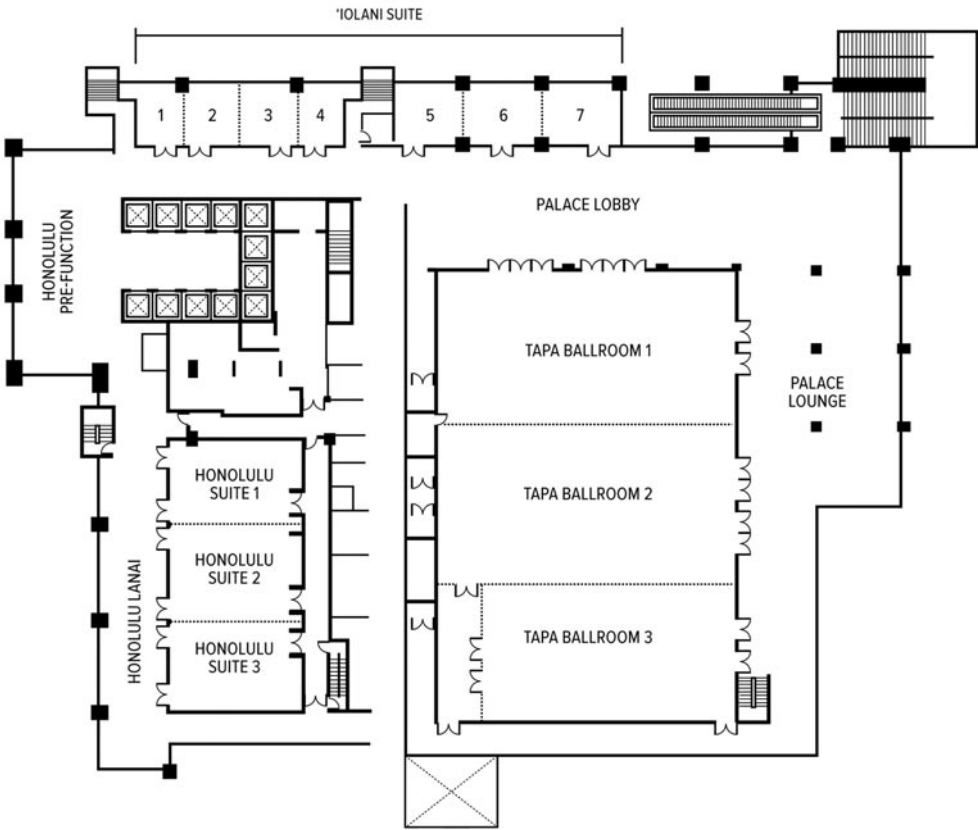 'IOLANI SUITE
1
2
3
4
5
6
7
PALACE LOBBY
HONOLULU
PRE-FUNCTION
TAPA BALLROOM 1
PALACE
LOUNGE
HONOLULU
SUITE 1
TAPA BALLROOM 2
HONOLULU
SUITE 2
HONOLULU LANAI
HONOLULU
SUITE 3
TAPA BALLROOM 3